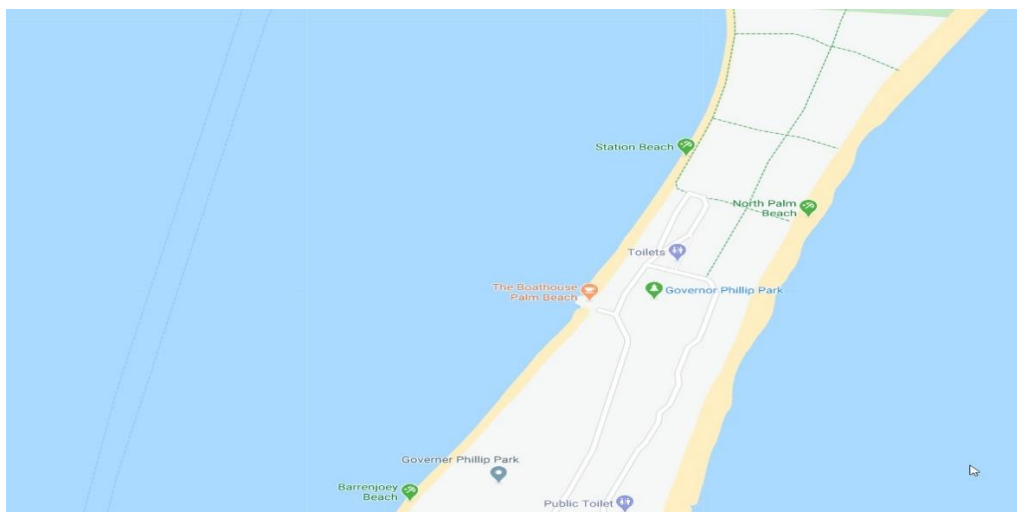 Station Beach
North Palm
Beach
Toilets
The Boathouse
Palm Beach
Governor Phillip Park
Governer Phillip Park
Barrenjoey
Beach
Public Toilet